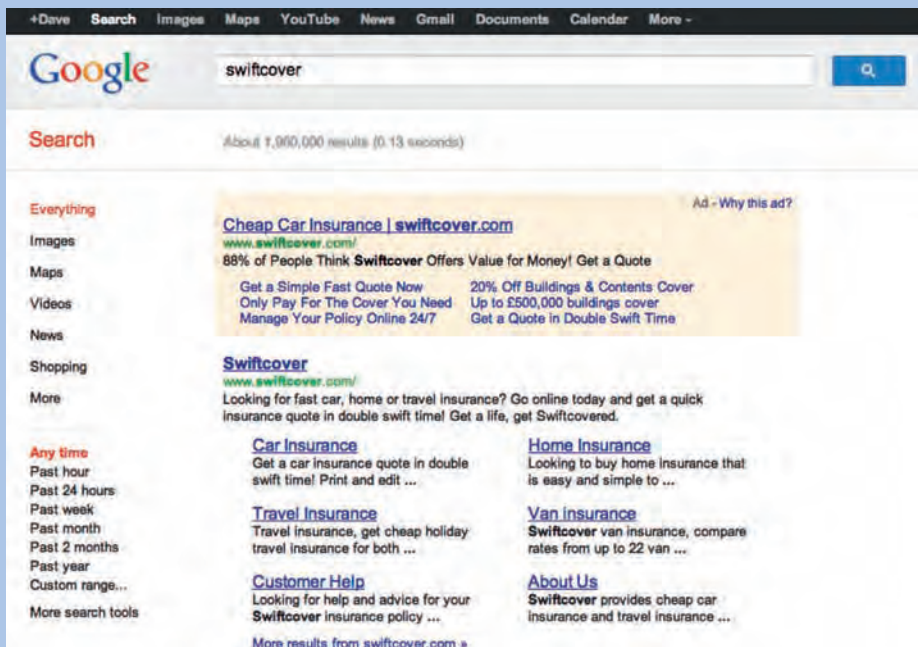 +Dave Search Images Maps YouTube News Gmail Documents Calendar More
Google
swiftcover
Search
About 1,960,000 results (0.13 seconds)
Everything
Images
Maps
Videos
News
Shopping
More
Any time
Past hour
Past 24 hours
Past week
Past month
Past 2 months
Past year
Custom range...
More search tools
Ad - Why this ad?
Cheap Car Insurance | swiftcover.com
www.swiftcover.com/
88% of People Think Swiftcover Offers Value for Money! Get a Quote
Get a Simple Fast Quote Now
Only Pay For The Cover You Need
Manage Your Policy Online 24/7
20% Off Buildings & Contents Cover
Up to £500,000 buildings cover
Get a Quote in Double Swift Time
Swiftcover
www.swiftcover.com/
Looking for fast car, home or travel insurance? Go online today and get a quick
insurance quote in double swift time! Get a life, get Swiftcovered.
Car Insurance
Get a car insurance quote in double
swift time! Print and edit ...
Home Insurance
Looking to buy home insurance that
is easy and simple to ...
Travel Insurance
Travel insurance, get cheap holiday
travel insurance for both ...
Van insurance
Swiftcover van insurance, compare
rates from up to 22 van ...
Customer Help
Looking for help and advice for your
Swiftcover insurance policy ...
About Us
Swiftcover provides cheap car
insurance and travel insurance ...
More results from swiftcover.com »